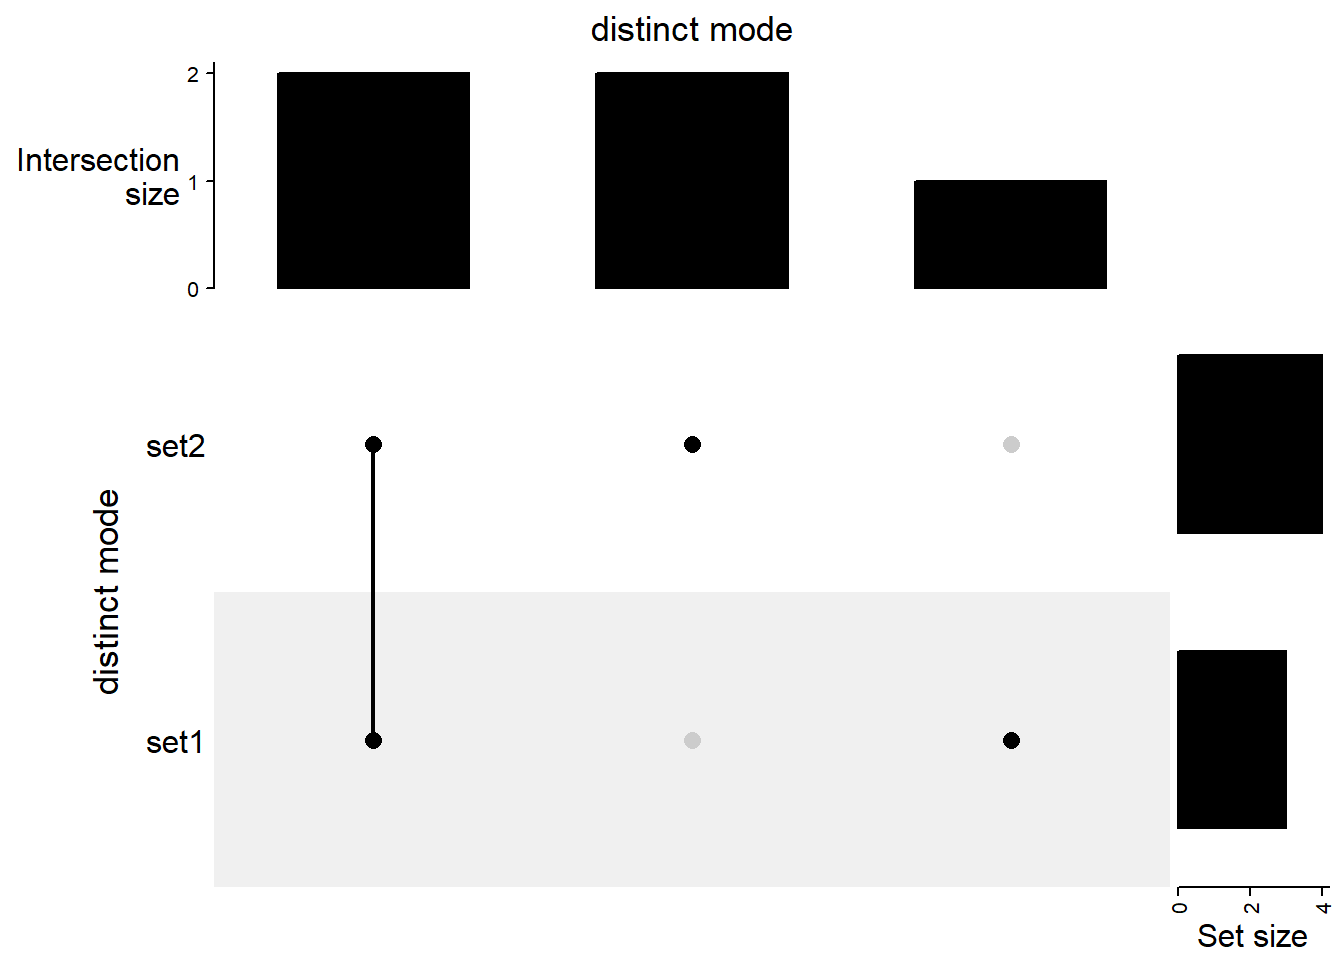 distinct mode
2
Intersection
size
1
0
set2
distinct mode
set1
0 2 4
Set size